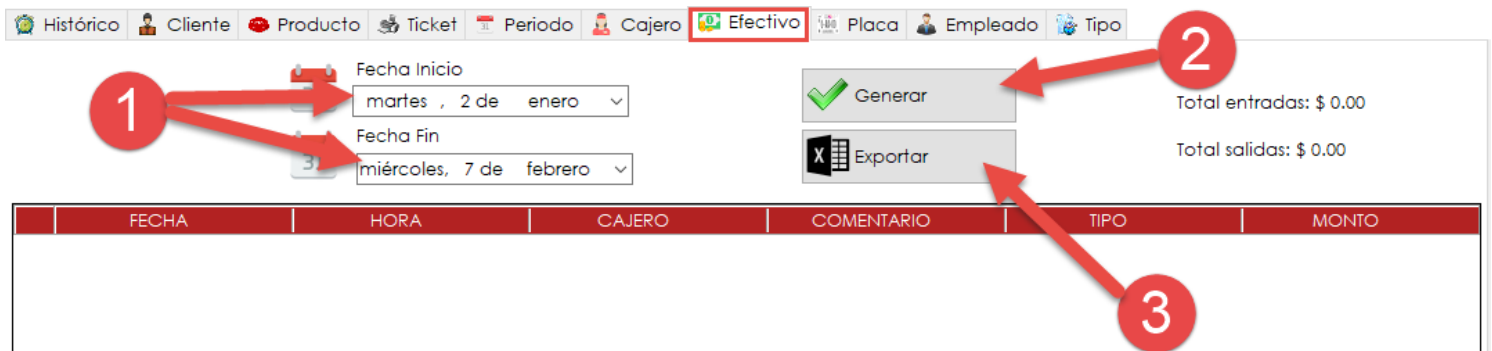 Histórico Cliente Producto Ticket Periodo Cajero Efectivo Placa Empleado Tipo
2
Fecha Inicio
martes , 2 de enero
Generar
Total entradas: $ 0.00
1
Fecha Fin
miércoles, 7 de febrero
Exportar
Total salidas: $ 0.00
FECHA HORA CAJERO COMENTARIO TIPO MONTO
3